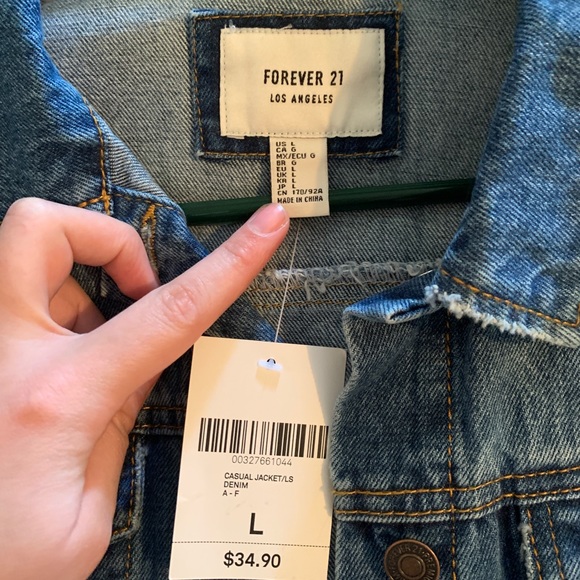 FOREVER 21
LOS ANGELES
US L
CA G
MX/ECU G
BR G
EU L
UK L
KR L
JP L
CN 170/92A
MADE IN CHINA
00327661044
CASUAL JACKET/LS
DENIM
A - F
L
$34.90